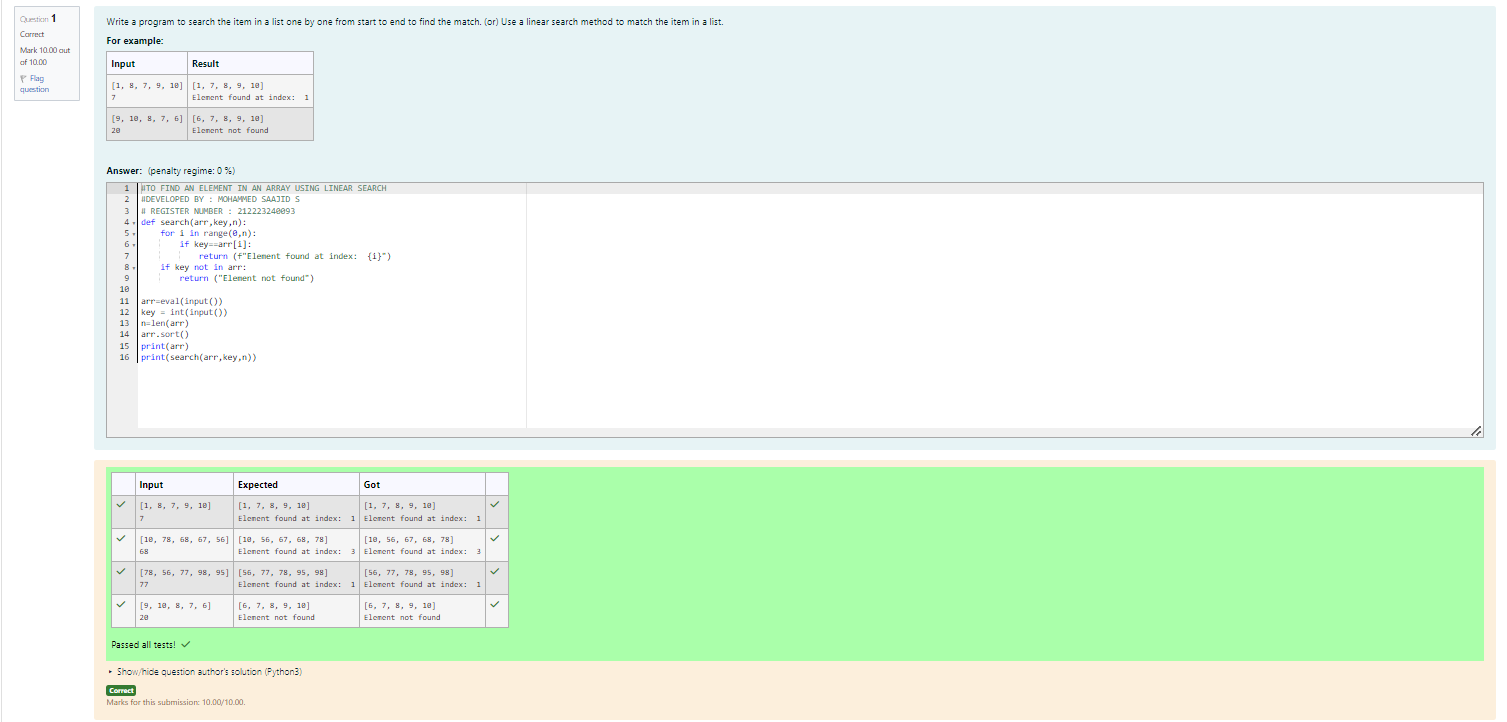 Question 1
Correct
Mark 10.00 out
of 10.00
Flag
question
Write a program to search the item in a list one by one from start to end to find the match. (or) Use a linear search method to match the item in a list.
For example:
Input Result
[1, 8, 7, 9, 10] [1, 7, 8, 9, 10]
7 Element found at index:  1
[9, 10, 8, 7, 6] [6, 7, 8, 9, 10]
20 Element not found
Answer: (penalty regime: 0 %)
1 #TO FIND AN ELEMENT IN AN ARRAY USING LINEAR SEARCH
2 #DEVELOPED BY : MOHAMMED SAAJID S
3 # REGISTER NUMBER : 212223240093
4 def search(arr,key,n):
5     for i in range(0,n):
6         if key==arr[i]:
7             return (f"Element found at index:  {i}")
8     if key not in arr:
9         return ("Element not found")
10
11 arr=eval(input())
12 key = int(input())
13 n=len(arr)
14 arr.sort()
15 print(arr)
16 print(search(arr,key,n))
Input Expected Got
[1, 8, 7, 9, 10] [1, 7, 8, 9, 10] [1, 7, 8, 9, 10]
7 Element found at index:  1 Element found at index:  1
[10, 78, 68, 67, 56] [10, 56, 67, 68, 78] [10, 56, 67, 68, 78]
68 Element found at index:  3 Element found at index:  3
[78, 56, 77, 98, 95] [56, 77, 78, 95, 98] [56, 77, 78, 95, 98]
77 Element found at index:  1 Element found at index:  1
[9, 10, 8, 7, 6] [6, 7, 8, 9, 10] [6, 7, 8, 9, 10]
20 Element not found Element not found
Passed all tests!
Show/hide question author's solution (Python3)
Correct
Marks for this submission: 10.00/10.00.